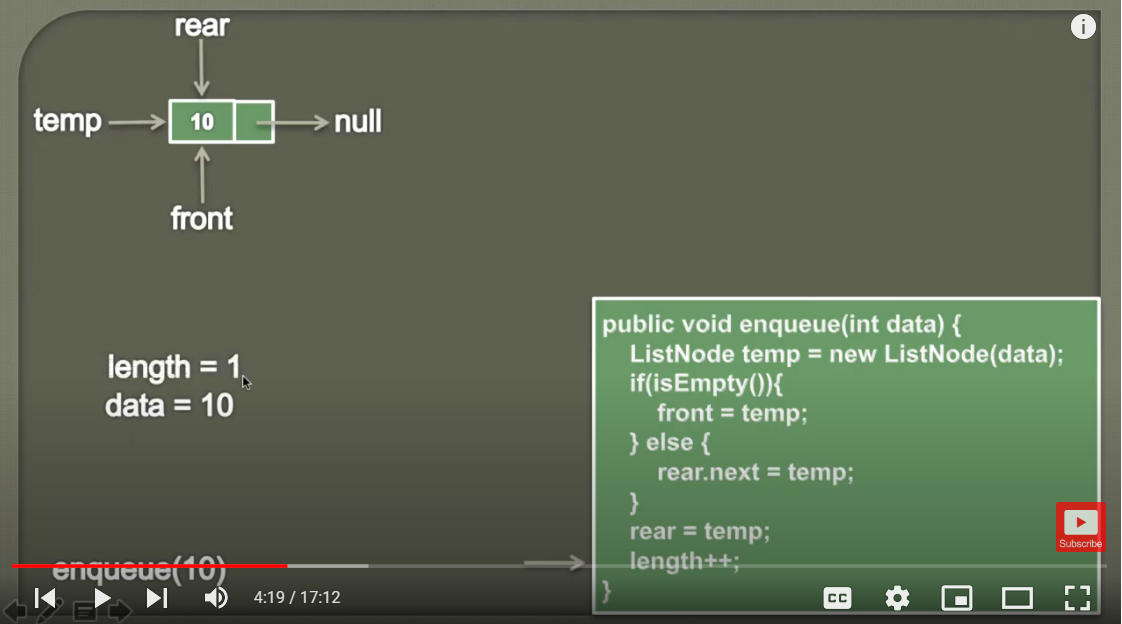 rear
temp
10
null
front
length = 1
data = 10
public void enqueue(int data) {
ListNode temp = new ListNode(data);
if(isEmpty()){
front = temp;
} else {
rear.next = temp;
}
rear = temp;
length++;
}
enqueue(10)
Subscribe
4:19 / 17:12
CC
i